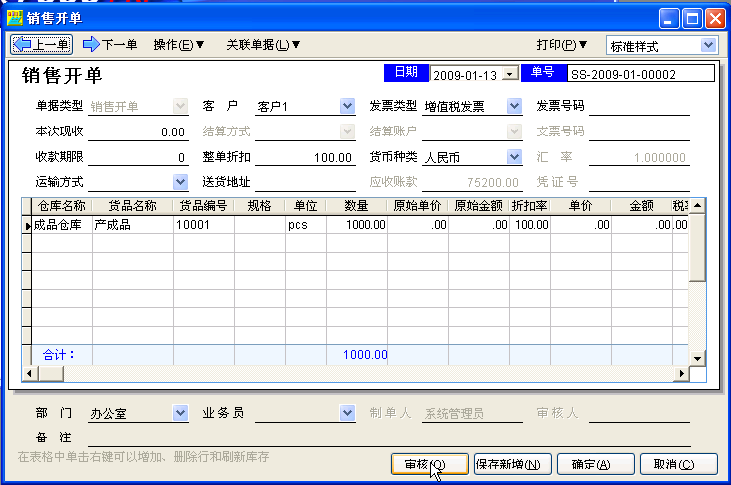 销售开单
上一单 下一单 操作(E)▼ 关联单据(L)▼ 打印(P)▼ 标准样式
销售开单 日期 2009-01-13 单号 SS-2009-01-00002
单据类型 销售开单 客 户 客户1 发票类型 增值税发票 发票号码
本次现收 0.00 结算方式 结算账户 支票号码
收款期限 0 整单折扣 100.00 货币种类 人民币 汇 率 1.000000
运输方式 送货地址 应收账款 75200.00 凭证号
仓库名称 货品名称 货品编号 规格 单位 数量 原始单价 原始金额 折扣率 单价 金额 税率
成品仓库 产成品 10001 pcs 1000.00 .00 .00 100.00 .00 .00 .00
合计： 1000.00
部 门 办公室 业务员 制单人 系统管理员 审核人
备 注
在表格中单击右键可以增加、册除行和刷新库存
审核(O) 保存新增(N) 确定(A) 取消(C)